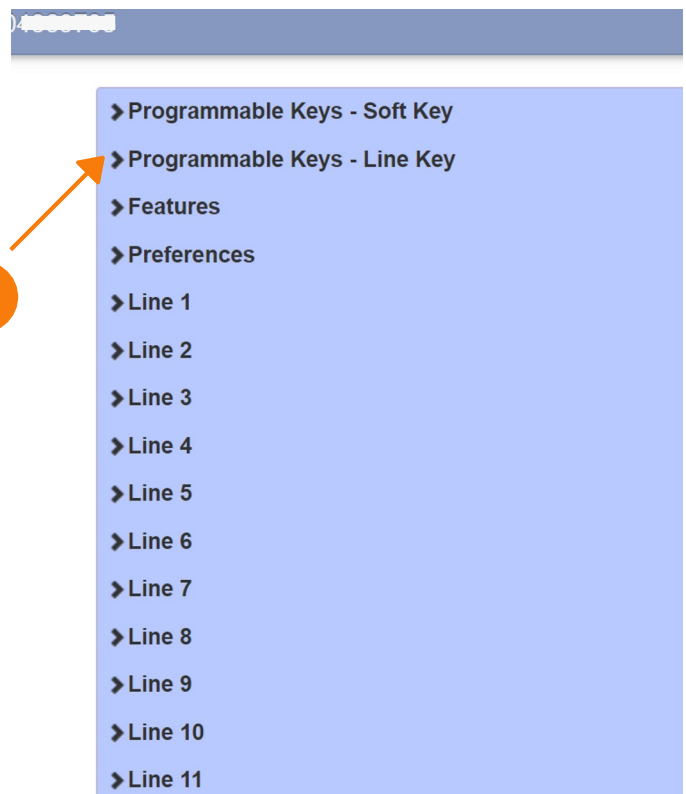 Programmable Keys - Soft Key
Programmable Keys - Line Key
Features
Preferences
Line 1
Line 2
Line 3
Line 4
Line 5
Line 6
Line 7
Line 8
Line 9
Line 10
Line 11